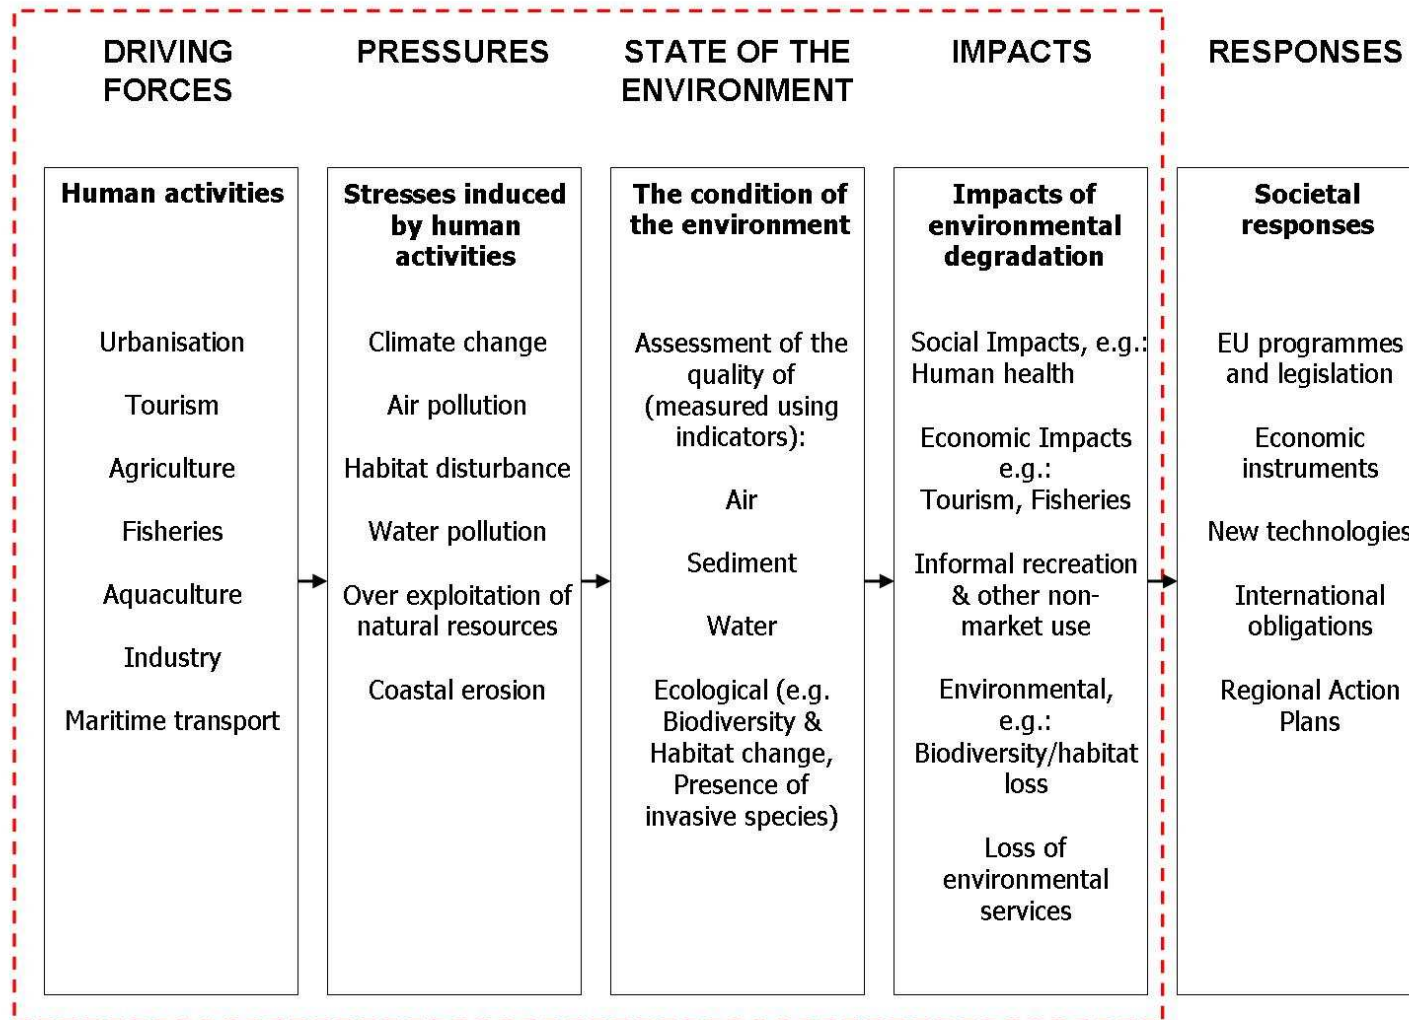 DRIVING
FORCES
PRESSURES
STATE OF THE
ENVIRONMENT
IMPACTS
RESPONSES
Human activities
Urbanisation
Tourism
Agriculture
Fisheries
Aquaculture
Industry
Maritime transport
Stresses induced
by human
activities
Climate change
Air pollution
Habitat disturbance
Water pollution
Over exploitation of
natural resources
Coastal erosion
The condition of
the environment
Assessment of the
quality of
(measured using
indicators):
Air
Sediment
Water
Ecological (e.g.
Biodiversity &
Habitat change,
Presence of
invasive species)
Impacts of
environmental
degradation
Social Impacts, e.g.:
Human health
Economic Impacts
e.g.:
Tourism, Fisheries
Informal recreation
& other non-
market use
Environmental,
e.g.:
Biodiversity/habitat
loss
Loss of
environmental
services
Societal
responses
EU programmes
and legislation
Economic
instruments
New technologies
International
obligations
Regional Action
Plans